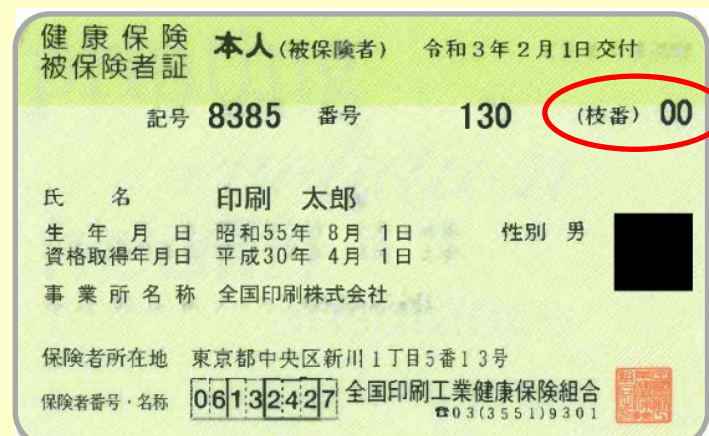 健康保険 本人(被保険者) 令和3年2月1日交付
被保険者証
記号 8385 番号 130 (枝番) 00
氏名 印刷 太郎
生年月日 昭和55年 8月 1日 性別 男
資格取得年月日 平成30年 4月 1日
事業所名称 全国印刷株式会社
保険者所在地 東京都中央区新川1丁目5番13号
保険者番号・名称 06132427 全国印刷工業健康保険組合
☎03(3551)9301